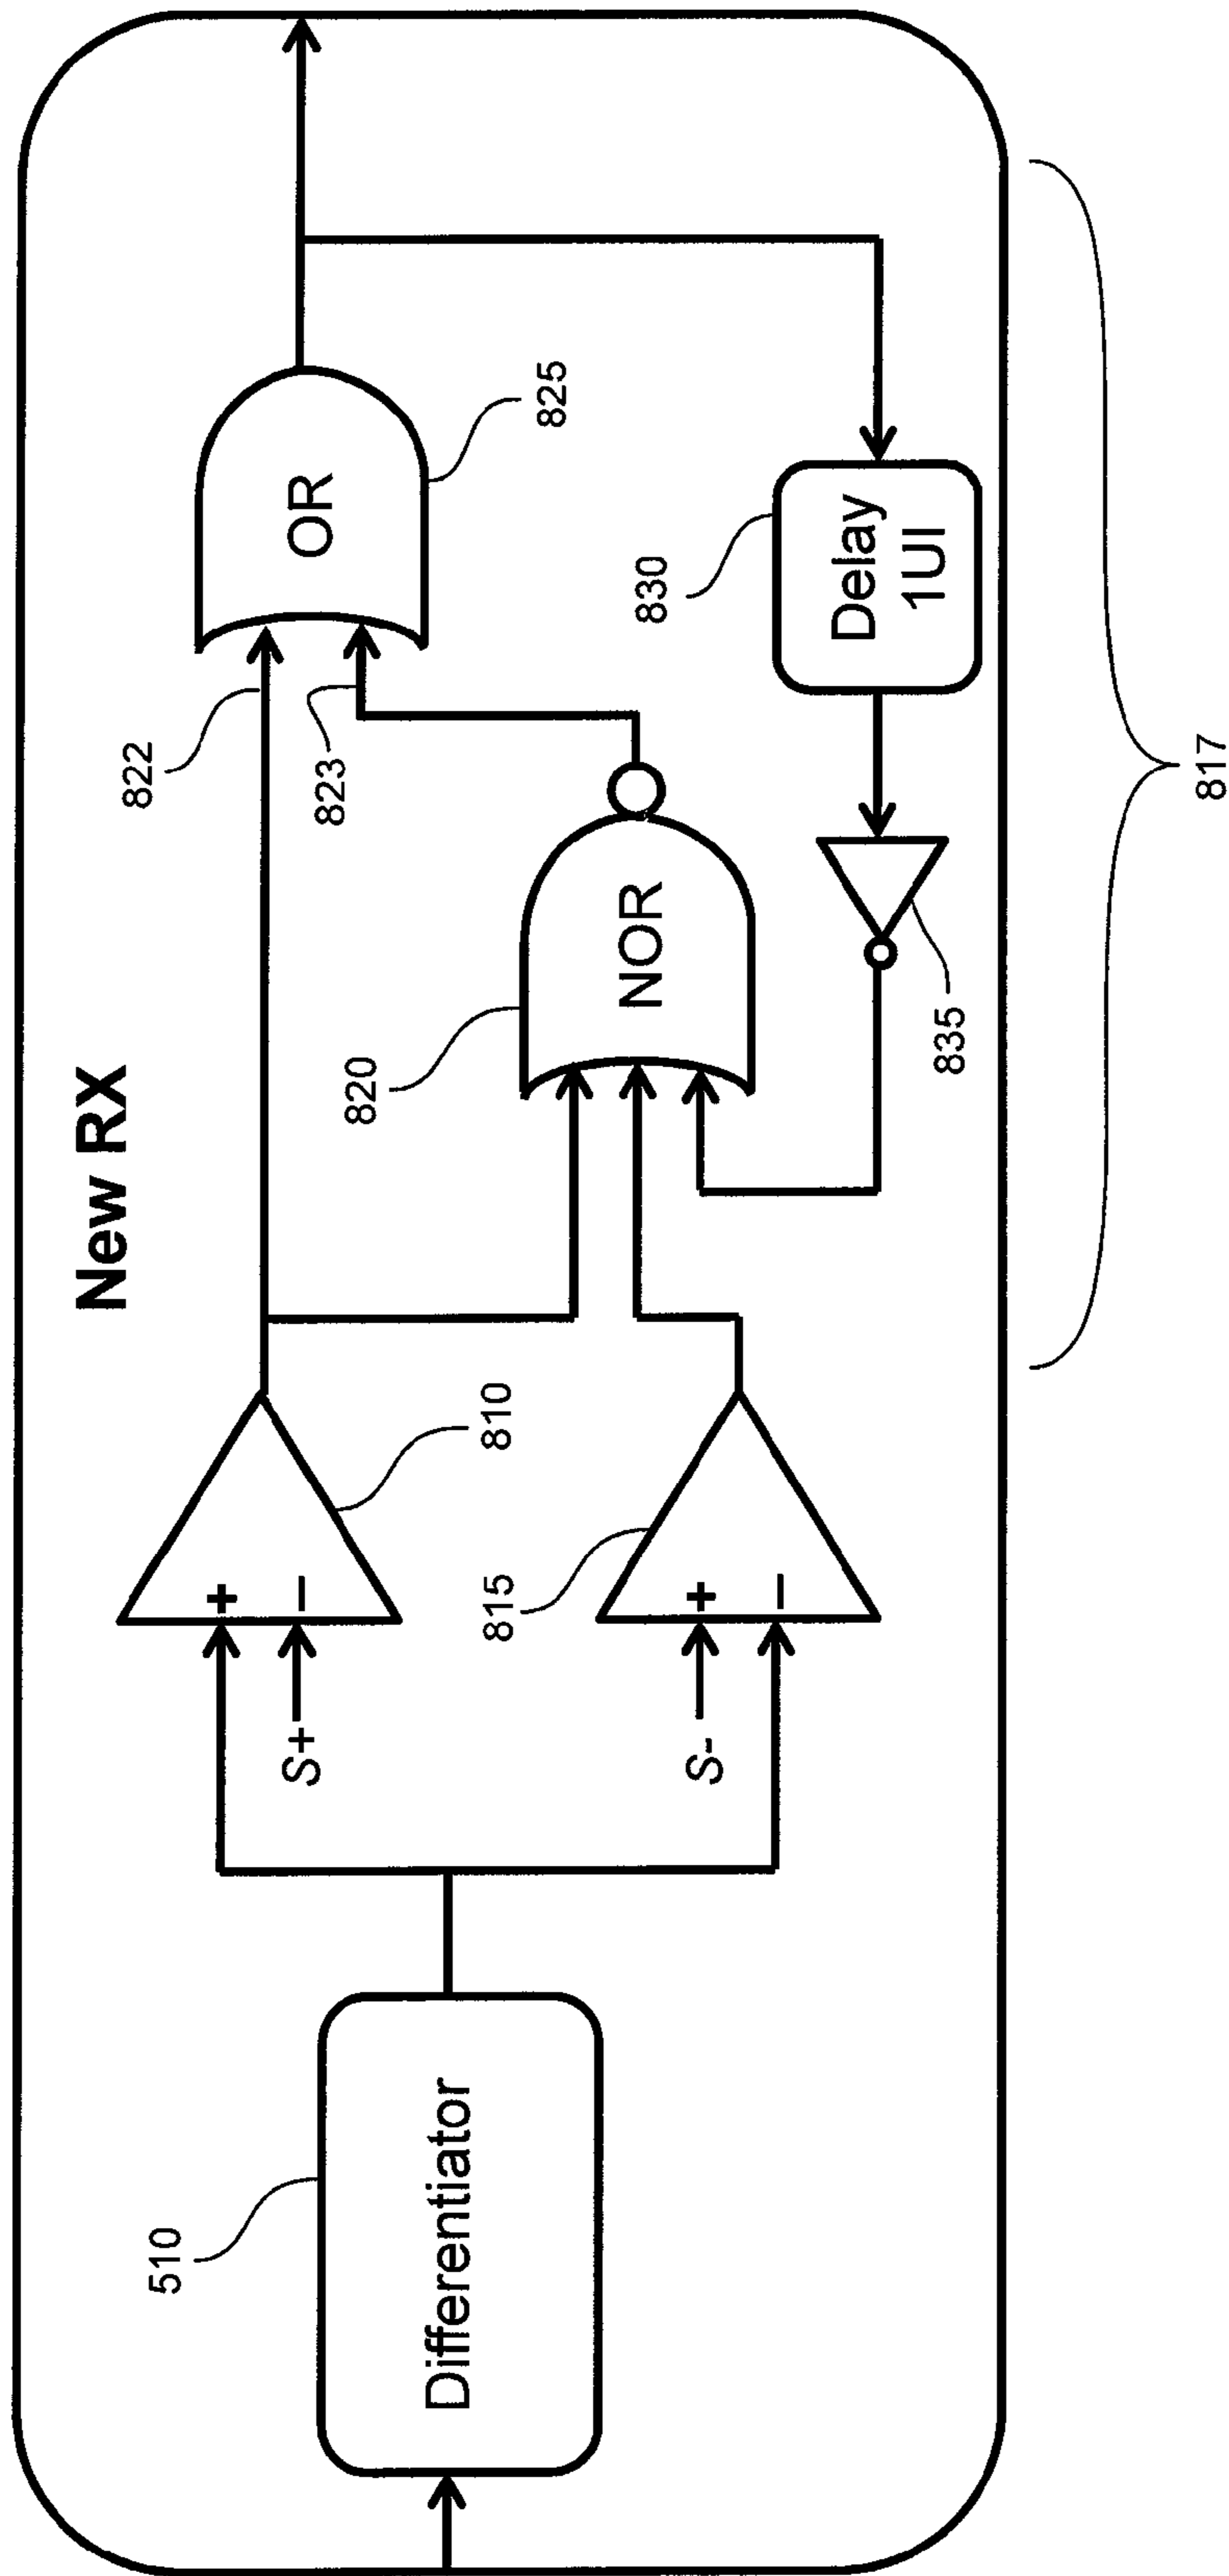 New RX
510
Differentiator
S+
S-
+
−
+
−
810
815
817
820
NOR
822
823
OR
825
830
Delay
1UI
835